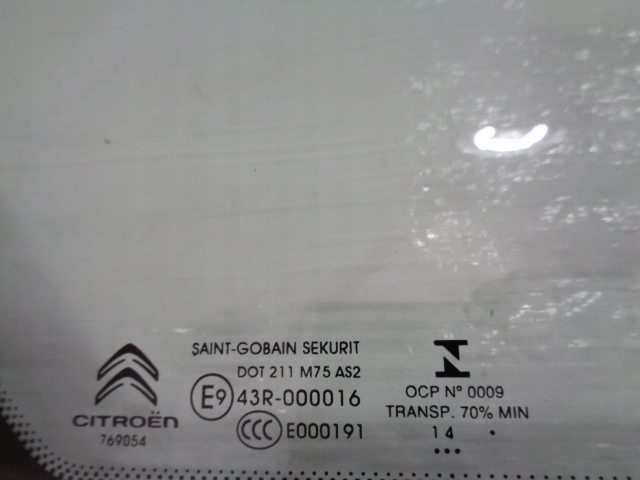 CITROËN
769054
SAINT-GOBAIN SEKURIT
DOT 211 M75 AS2
E9 43R-000016
CCC E000191
N
OCP Nº 0009
TRANSP. 70% MIN
14 .
...